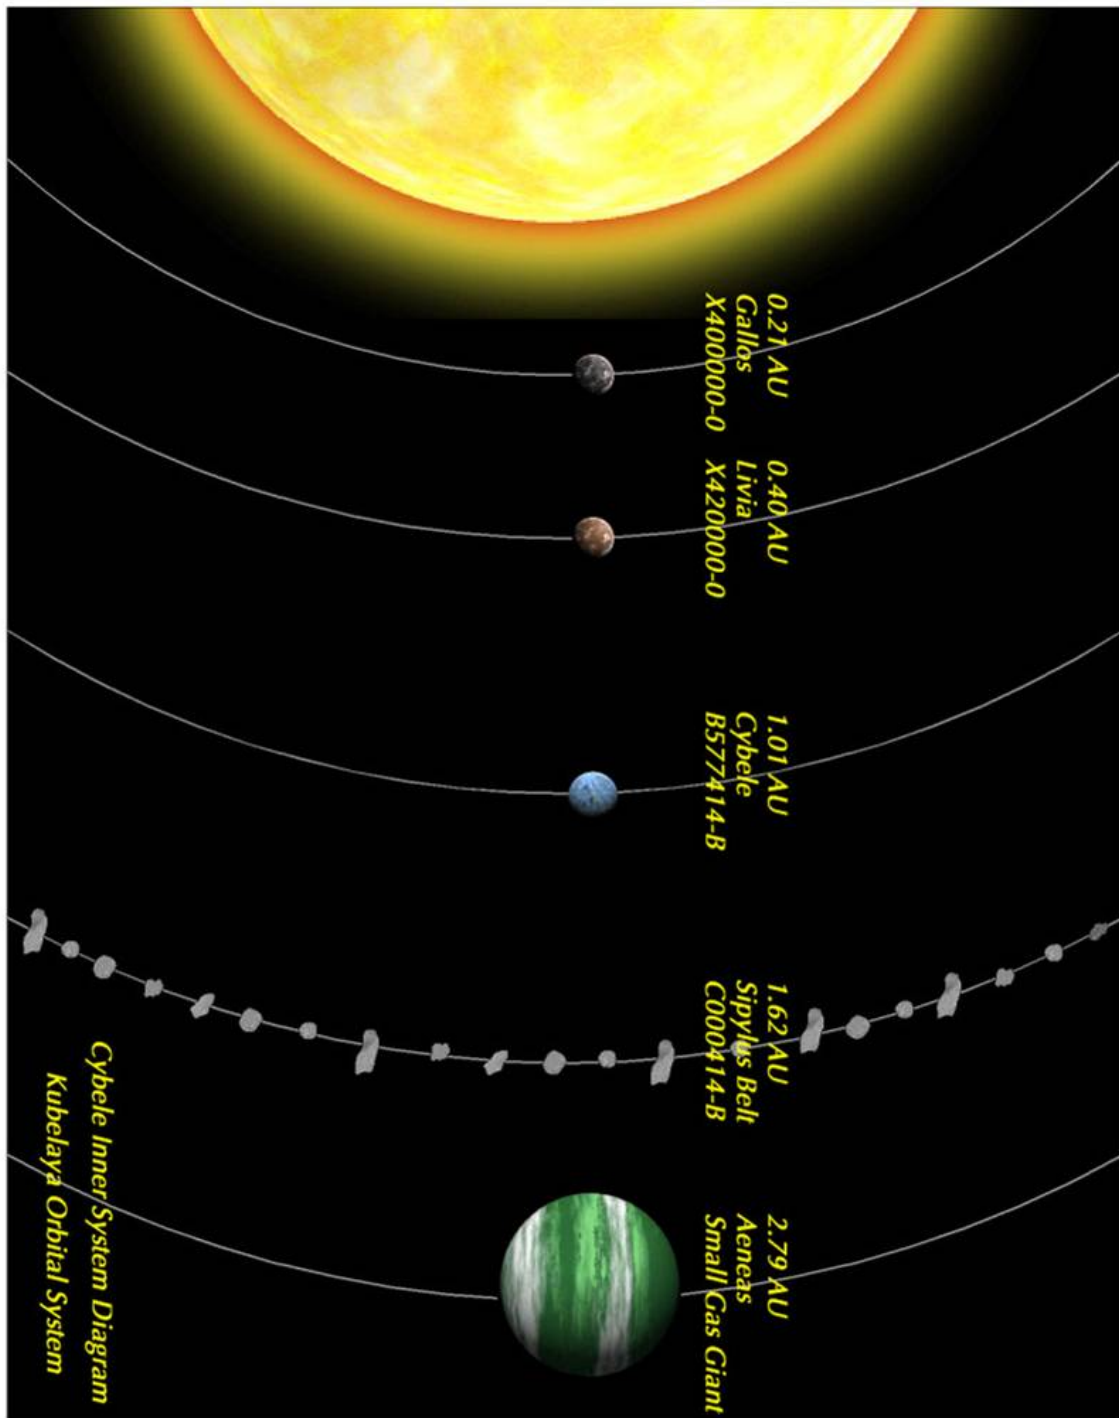 0.21 AU
Gallos
X400000-0
0.40 AU
Livia
X420000-0
1.01 AU
Cybele
B577414-B
1.62 AU
Sipylus Belt
C000414-B
2.79 AU
Aeneas
Small Gas Giant
Cybele Inner System Diagram
Kubelaya Orbital System